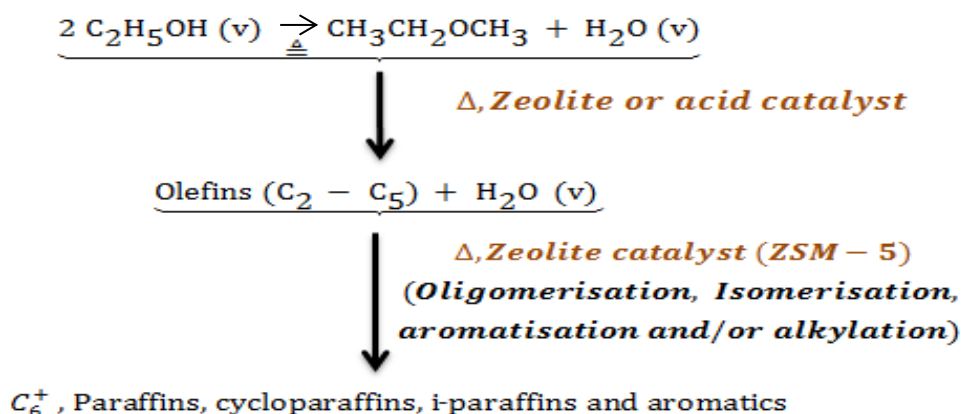 2 C₂H₅OH (v) →≜ CH₃CH₂OCH₃ + H₂O (v)
Δ, Zeolite or acid catalyst
Olefins (C₂ − C₅) + H₂O (v)
Δ, Zeolite catalyst (ZSM − 5)
(Oligomerisation, Isomerisation,
aromatisation and/or alkylation)
C₆⁺ , Paraffins, cycloparaffins, i-paraffins and aromatics